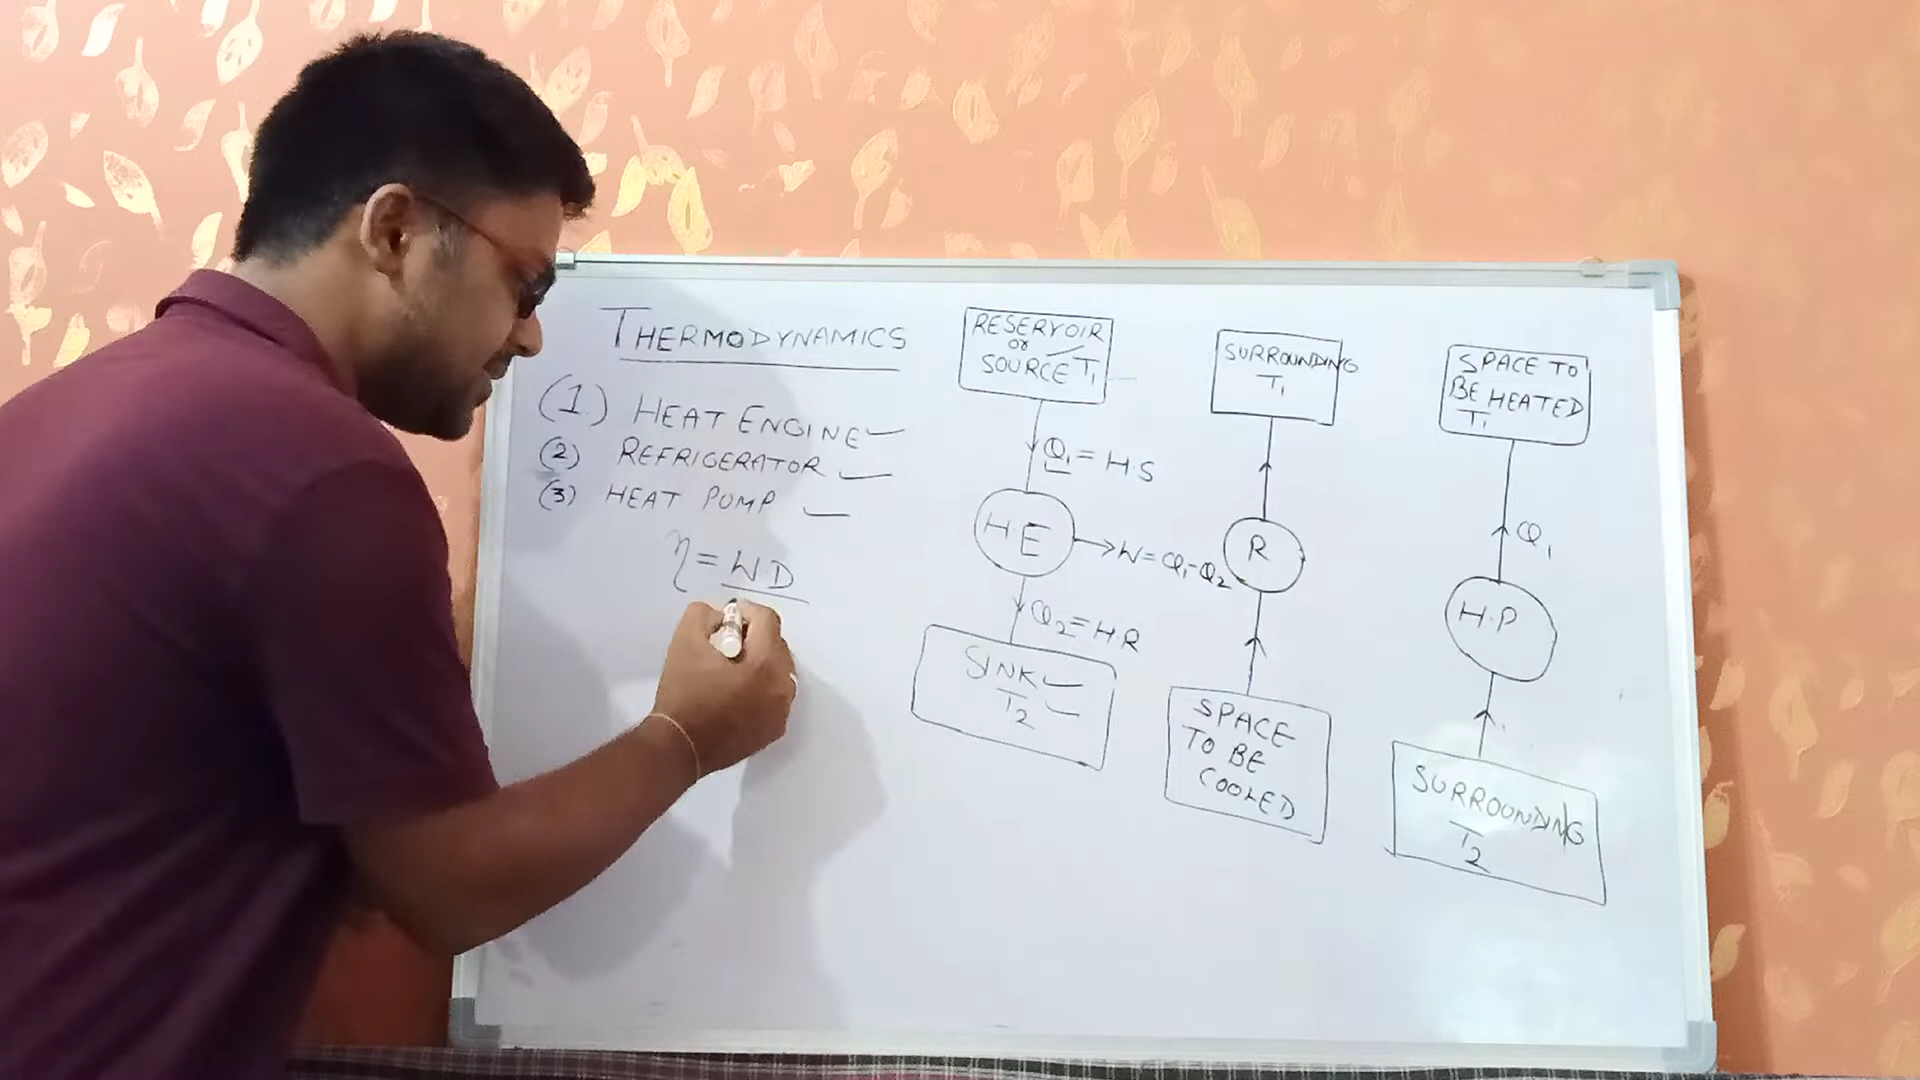 THERMODYNAMICS
(1.) HEAT ENGINE
(2) REFRIGERATOR
(3) HEAT PUMP
η = W.D
RESERVOIR
or
SOURCE T1
Q1 = H.S
H.E
W = Q1-Q2
Q2 = H.R
SINK
T2
SURROUNDING
T1
R
SPACE
TO BE
COOLED
SPACE TO
BE HEATED
T1
Q1
H.P
SURROUNDING
T2